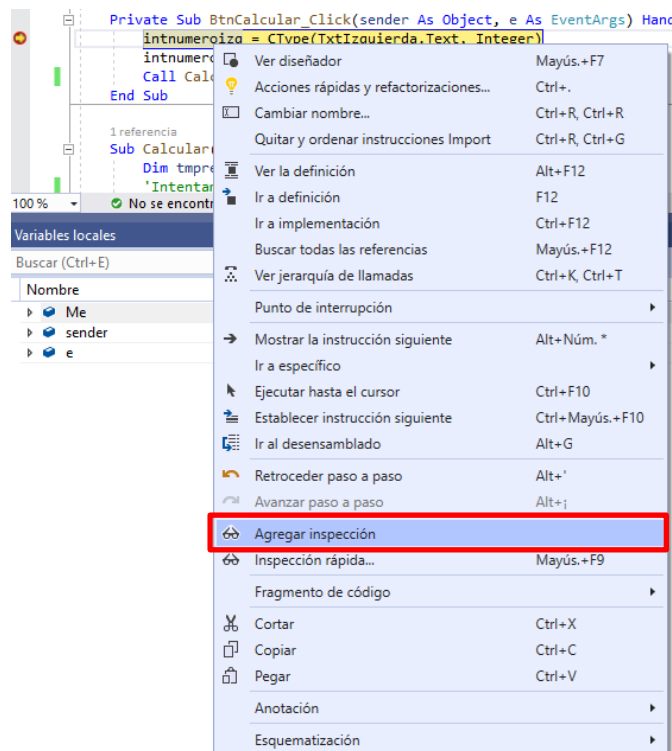 Private Sub BtnCalcular_Click(sender As Object, e As EventArgs) Hand
intnumeroizq = CType(TxtIzquierda.Text, Integer)
intnumero
Call Calc
End Sub
1 referencia
Sub Calcular(
Dim tmpre
'Intentar
100 % No se encontr
Variables locales
Buscar (Ctrl+E)
Nombre
Me
sender
e
Ver diseñador Mayús.+F7
Acciones rápidas y refactorizaciones... Ctrl+.
Cambiar nombre... Ctrl+R, Ctrl+R
Quitar y ordenar instrucciones Import Ctrl+R, Ctrl+G
Ver la definición Alt+F12
Ir a definición F12
Ir a implementación Ctrl+F12
Buscar todas las referencias Mayús.+F12
Ver jerarquía de llamadas Ctrl+K, Ctrl+T
Punto de interrupción
Mostrar la instrucción siguiente Alt+Núm. *
Ir a específico
Ejecutar hasta el cursor Ctrl+F10
Establecer instrucción siguiente Ctrl+Mayús.+F10
Ir al desensamblado Alt+G
Retroceder paso a paso Alt+'
Avanzar paso a paso Alt+¡
Agregar inspección
Inspección rápida... Mayús.+F9
Fragmento de código
Cortar Ctrl+X
Copiar Ctrl+C
Pegar Ctrl+V
Anotación
Esquematización